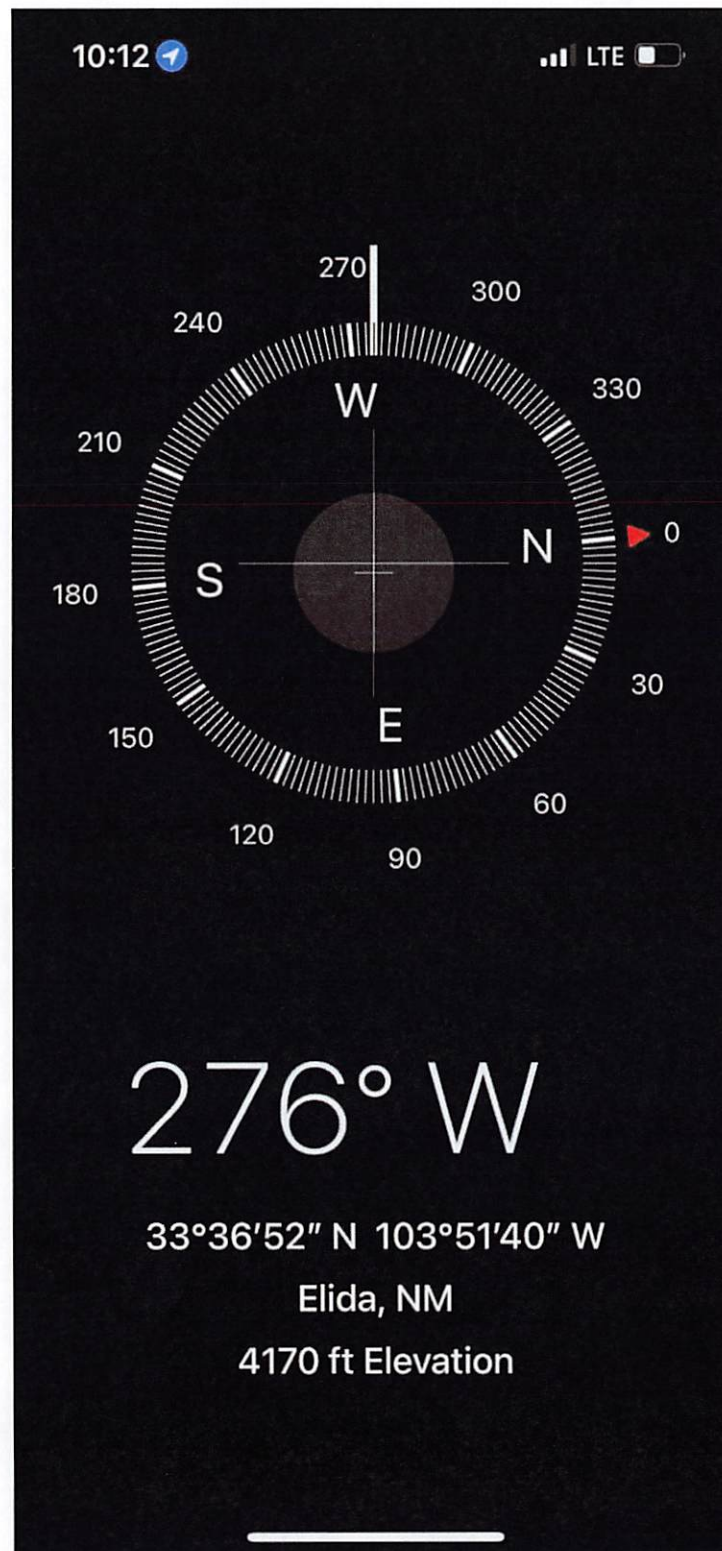 10:12 LTE
270
300
240
330
W
210
0
N
S
180
30
E
150
60
120
90
276° W
33°36′52″ N 103°51′40″ W
Elida, NM
4170 ft Elevation